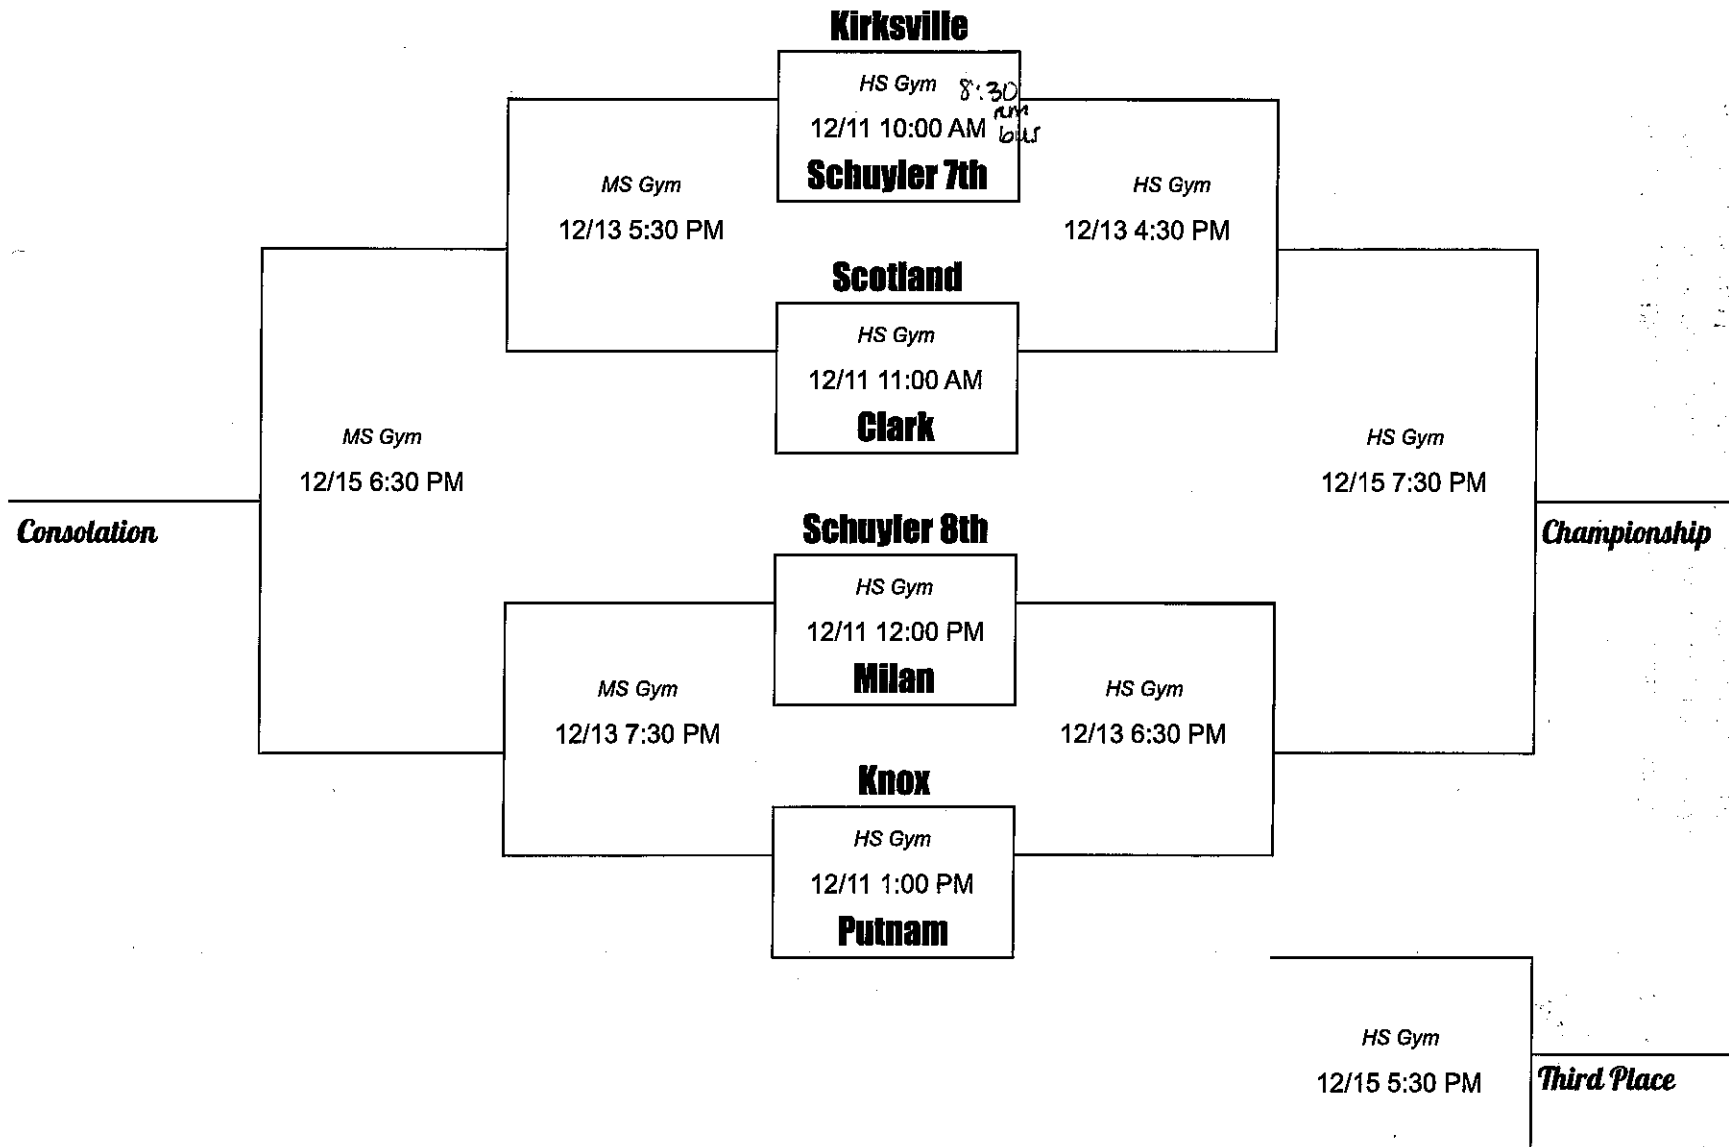 Kirksville
HS Gym
8:30
am
bus
12/11 10:00 AM
Schuyler 7th
MS Gym
12/13 5:30 PM
HS Gym
12/13 4:30 PM
Scotland
HS Gym
12/11 11:00 AM
Clark
MS Gym
12/15 6:30 PM
HS Gym
12/15 7:30 PM
Consolation
Championship
Schuyler 8th
HS Gym
12/11 12:00 PM
Milan
MS Gym
12/13 7:30 PM
HS Gym
12/13 6:30 PM
Knox
HS Gym
12/11 1:00 PM
Putnam
HS Gym
12/15 5:30 PM
Third Place